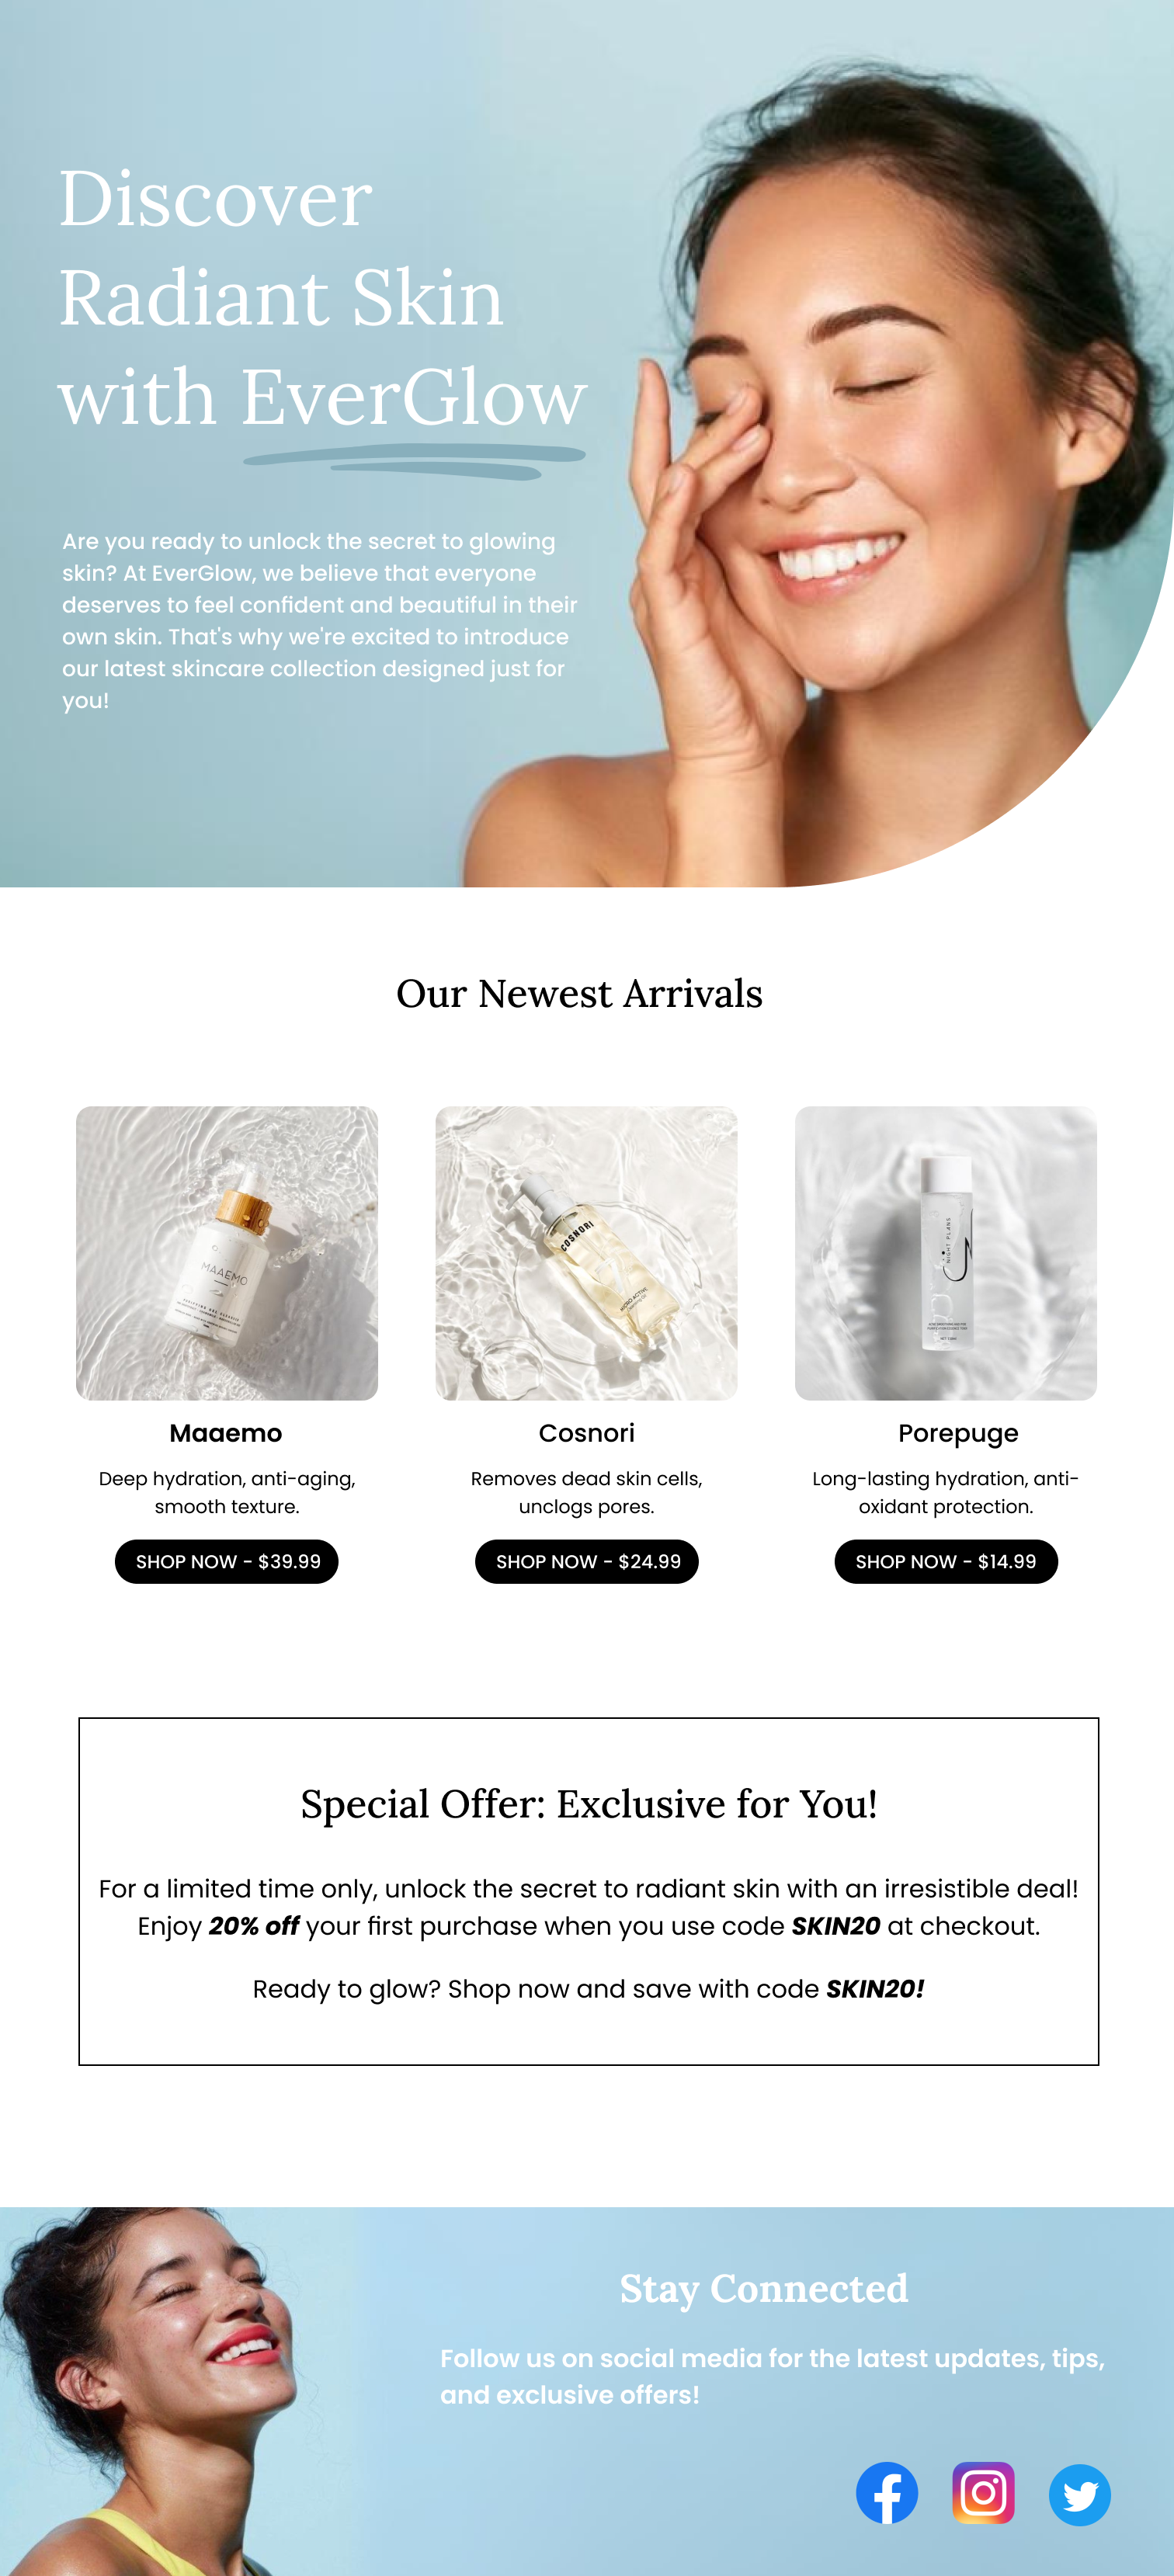 Discover
Radiant Skin
with EverGlow
Are you ready to unlock the secret to glowing
skin? At EverGlow, we believe that everyone
deserves to feel confident and beautiful in their
own skin. That's why we're excited to introduce
our latest skincare collection designed just for
you!
Our Newest Arrivals
MAAEMO
COSNORI
MICRO ACTIVE
NIGHT PLANS
Maaemo
Cosnori
Porepuge
Deep hydration, anti-aging,
smooth texture.
Removes dead skin cells,
unclogs pores.
Long-lasting hydration, anti-
oxidant protection.
SHOP NOW - $39.99
SHOP NOW - $24.99
SHOP NOW - $14.99
Special Offer: Exclusive for You!
For a limited time only, unlock the secret to radiant skin with an irresistible deal!
Enjoy 20% off your first purchase when you use code SKIN20 at checkout.
Ready to glow? Shop now and save with code SKIN20!
Stay Connected
Follow us on social media for the latest updates, tips,
and exclusive offers!